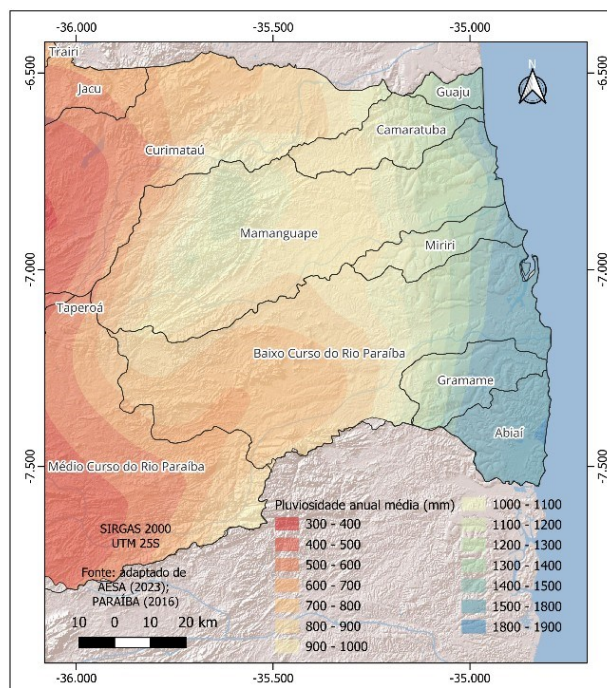 -36.000
-35.500
-35.000
-6.500
-7.000
-7.500
Trairi
Jacu
Guaju
N
Camaratuba
Curimataú
Mamanguape
Miriri
Taperoá
Baixo Curso do Rio Paraíba
Gramame
Abiaí
Médio Curso do Rio Paraíba
Pluviosidade anual média (mm)
300 - 400
400 - 500
500 - 600
600 - 700
700 - 800
800 - 900
900 - 1000
1000 - 1100
1100 - 1200
1200 - 1300
1300 - 1400
1400 - 1500
1500 - 1800
1800 - 1900
SIRGAS 2000
UTM 25S
Fonte: adaptado de
AESA (2023);
PARAÍBA (2016)
10 0 10 20 km
-36.000
-35.500
-35.000
-6.500
-7.000
-7.500